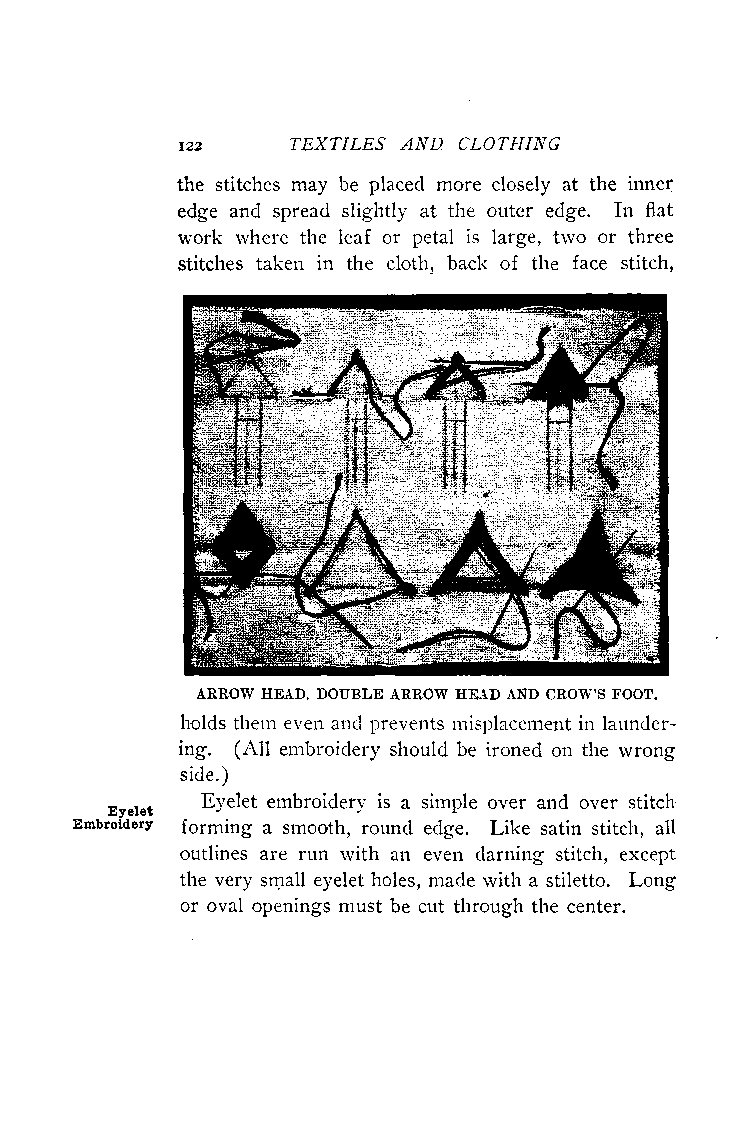 122 TEXTILES AND CLOTHING
the stitches may be placed more closely at the inner
edge and spread slightly at the outer edge. In flat
work where the leaf or petal is large, two or three
stitches taken in the cloth, back of the face stitch,
ARROW HEAD, DOUBLE ARROW HEAD AND CROW'S FOOT.
holds them even and prevents misplacement in launder-
ing. (All embroidery should be ironed on the wrong
side.)
Eyelet
Embroidery
Eyelet embroidery is a simple over and over stitch
forming a smooth, round edge. Like satin stitch, all
outlines are run with an even darning stitch, except
the very small eyelet holes, made with a stiletto. Long
or oval openings must be cut through the center.